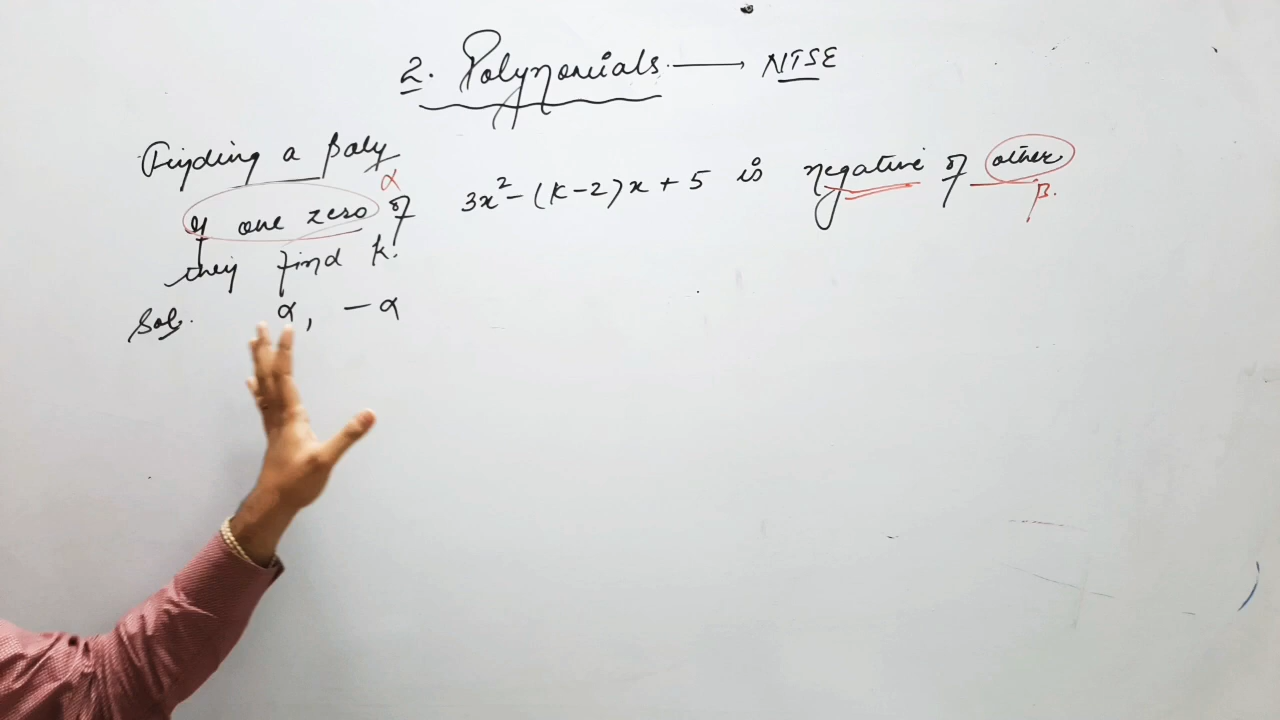 2. Polynomials → NTSE
Finding a poly
If one zero α of 3x² - (k-2)x + 5 is negative of other β.
then find k.
Sol. α, -α